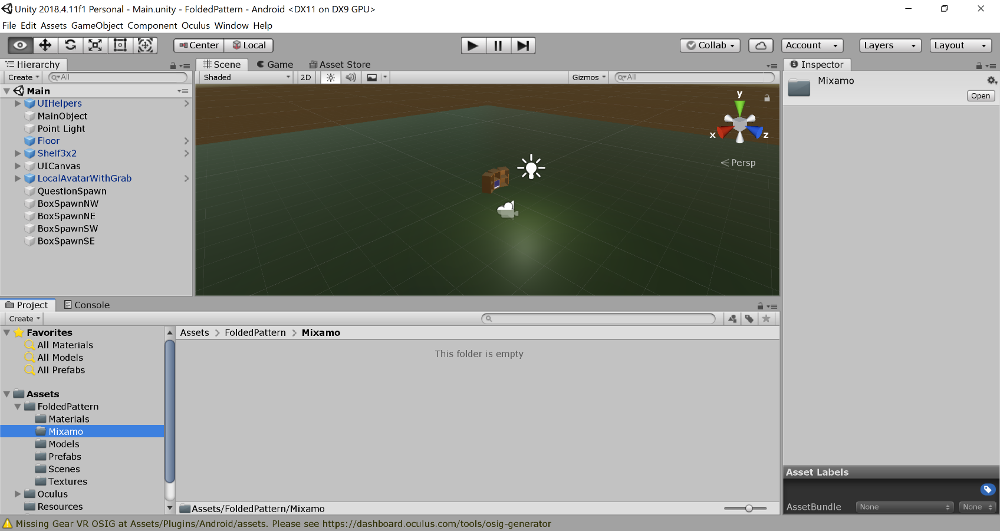 Unity 2018.4.11f1 Personal - Main.unity - FoldedPattern - Android <DX11 on DX9 GPU>
File Edit Assets GameObject Component Oculus Window Help
Center Local Collab Account Layers Layout
Hierarchy
Create All
Main
UIHelpers
MainObject
Point Light
Floor
Shelf3x2
UICanvas
LocalAvatarWithGrab
QuestionSpawn
BoxSpawnNW
BoxSpawnNE
BoxSpawnSW
BoxSpawnSE
Scene Game Asset Store
Shaded 2D Gizmos All
y
x z
Persp
Inspector
Mixamo
Open
Project Console
Create
Favorites
All Materials
All Models
All Prefabs
Assets
FoldedPattern
Materials
Mixamo
Models
Prefabs
Scenes
Textures
Oculus
Resources
Assets > FoldedPattern > Mixamo
This folder is empty
Assets/FoldedPattern/Mixamo
Asset Labels
AssetBundle None None
Missing Gear VR OSIG at Assets/Plugins/Android/assets. Please see https://dashboard.oculus.com/tools/osig-generator